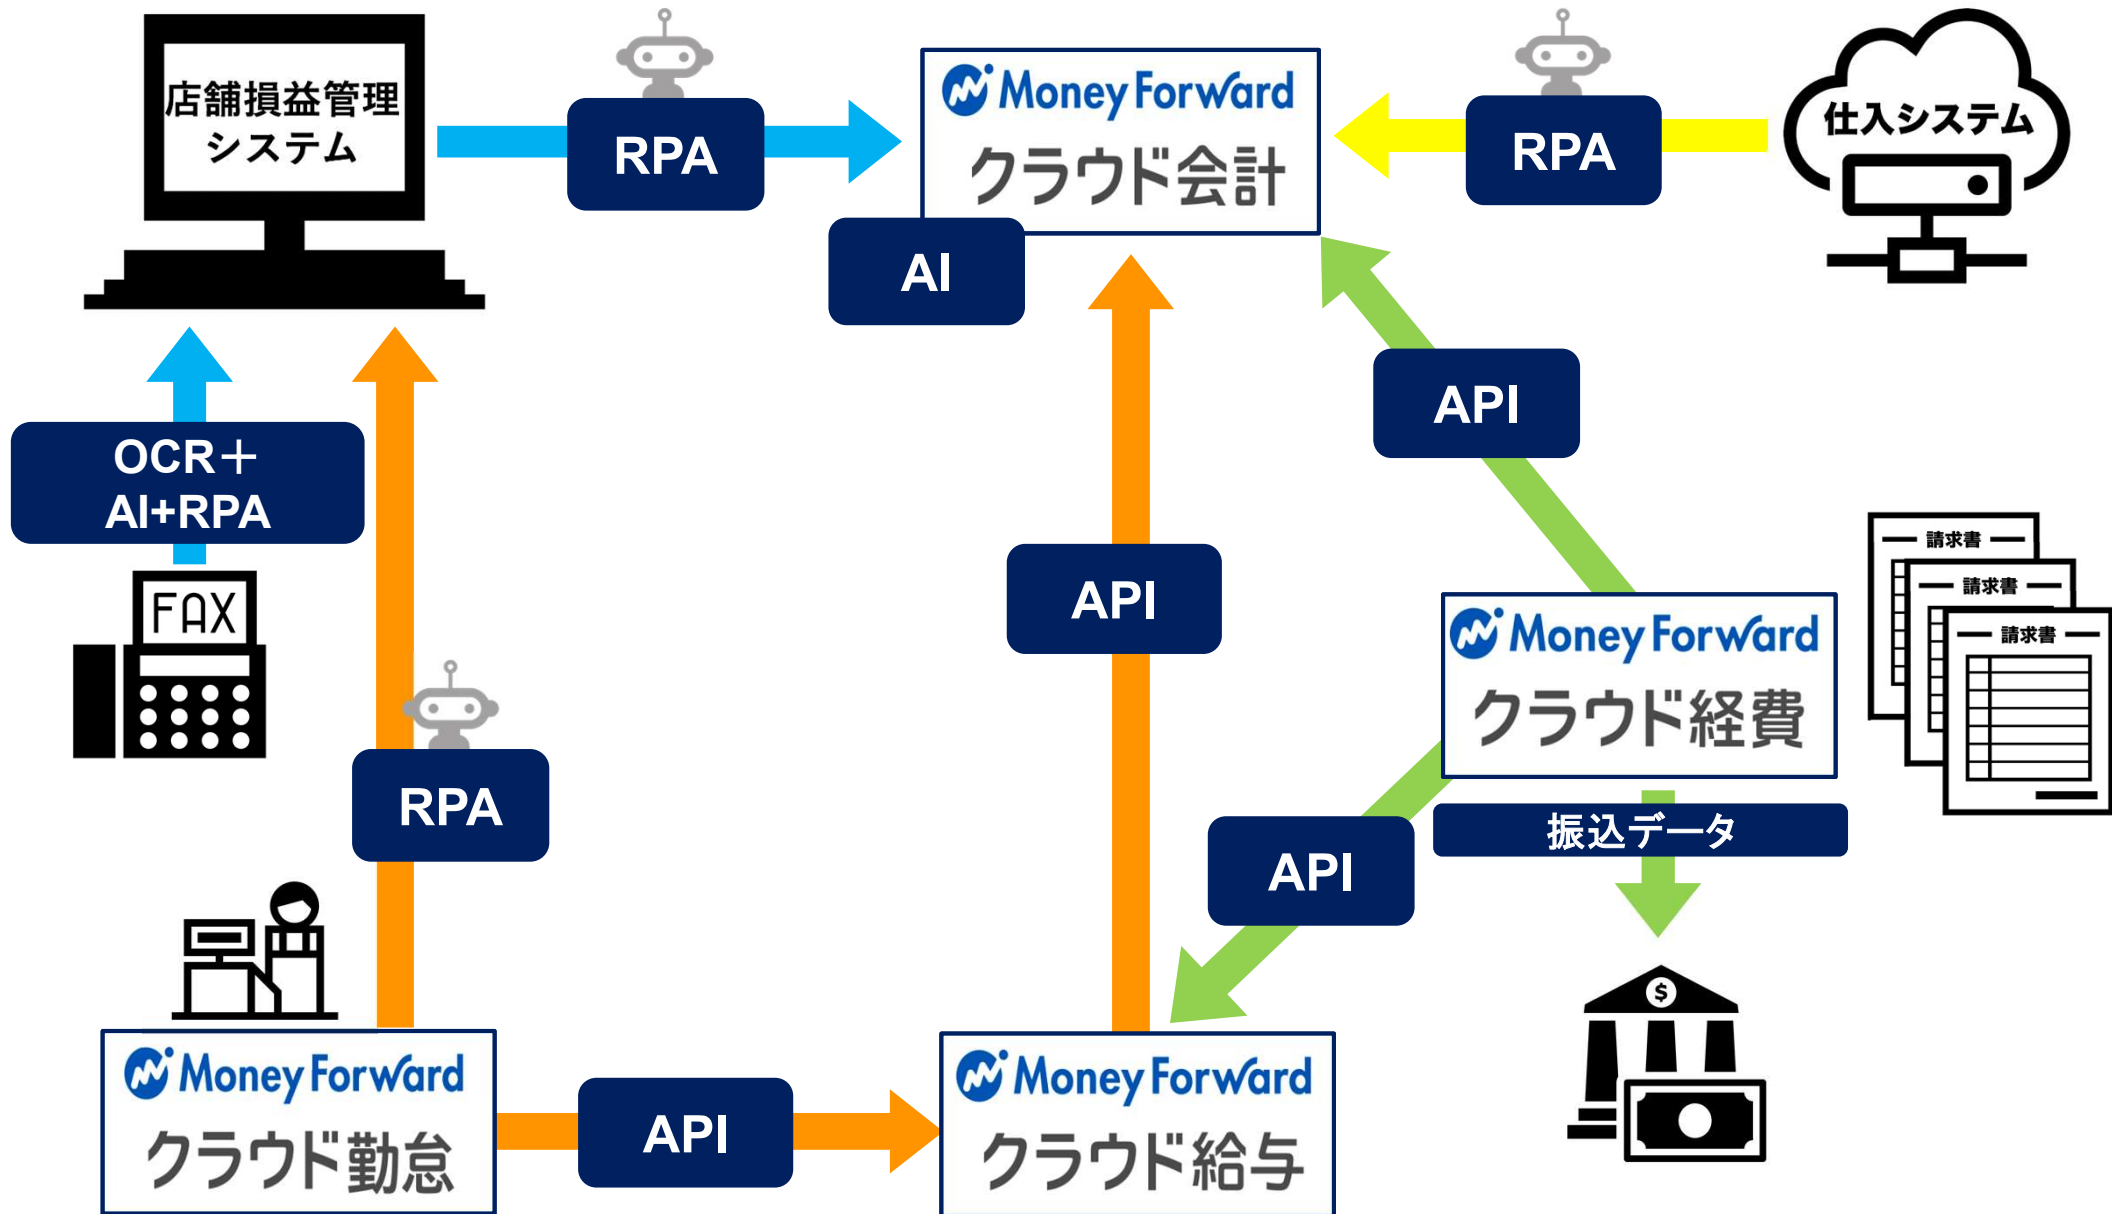 店舗損益管理
システム
RPA
Money Forward
クラウド会計
AI
RPA
仕入システム
OCR＋
AI+RPA
FAX
API
API
請求書
請求書
請求書
Money Forward
クラウド経費
振込データ
RPA
API
$
Money Forward
クラウド勤怠
API
Money Forward
クラウド給与